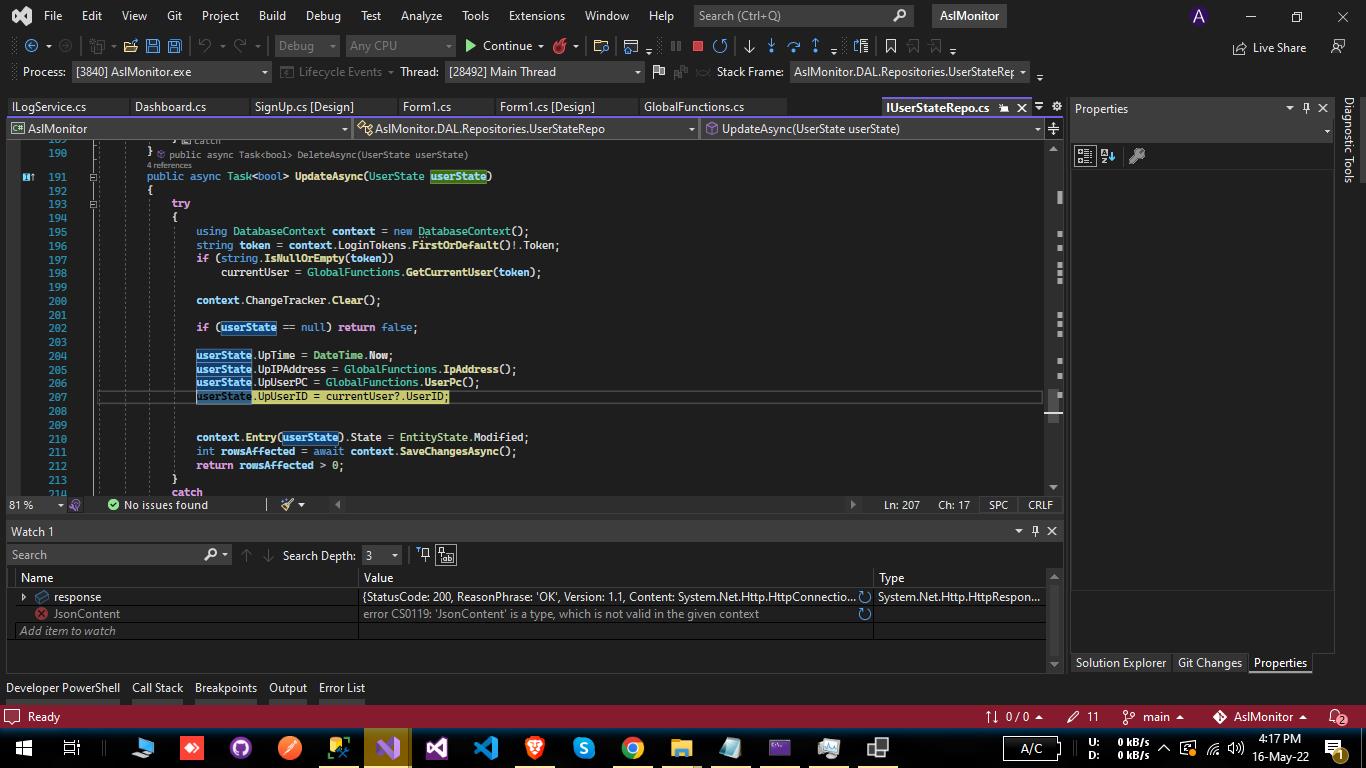 File Edit View Git Project Build Debug Test Analyze Tools Extensions Window Help Search (Ctrl+Q) AslMonitor A
Debug Any CPU Continue Live Share
Process: [3840] AslMonitor.exe Lifecycle Events Thread: [28492] Main Thread Stack Frame: AslMonitor.DAL.Repositories.UserStateRep
ILogService.cs Dashboard.cs SignUp.cs [Design] Form1.cs Form1.cs [Design] GlobalFunctions.cs IUserStateRepo.cs
C# AslMonitor AslMonitor.DAL.Repositories.UserStateRepo UpdateAsync(UserState userState)
189 } catch
190 } public async Task<bool> DeleteAsync(UserState userState)
4 references
191 public async Task<bool> UpdateAsync(UserState userState)
192 {
193 try
194 {
195 using DatabaseContext context = new DatabaseContext();
196 string token = context.LoginTokens.FirstOrDefault()!.Token;
197 if (string.IsNullOrEmpty(token))
198 currentUser = GlobalFunctions.GetCurrentUser(token);
199
200 context.ChangeTracker.Clear();
201
202 if (userState == null) return false;
203
204 userState.UpTime = DateTime.Now;
205 userState.UpIPAddress = GlobalFunctions.IpAddress();
206 userState.UpUserPC = GlobalFunctions.UserPc();
207 userState.UpUserID = currentUser?.UserID;
208
209
210 context.Entry(userState).State = EntityState.Modified;
211 int rowsAffected = await context.SaveChangesAsync();
212 return rowsAffected > 0;
213 }
214 catch
81 % No issues found Ln: 207 Ch: 17 SPC CRLF
Watch 1
Search Search Depth: 3
Name Value Type
response {StatusCode: 200, ReasonPhrase: 'OK', Version: 1.1, Content: System.Net.Http.HttpConnectio... System.Net.Http.HttpRespon...
JsonContent error CS0119: 'JsonContent' is a type, which is not valid in the given context
Add item to watch
Properties
Diagnostic Tools
Solution Explorer Git Changes Properties
Developer PowerShell Call Stack Breakpoints Output Error List
Ready 0 / 0 11 main AslMonitor 2
A/C U: 0 kB/s 4:17 PM
D: 0 kB/s 16-May-22 1